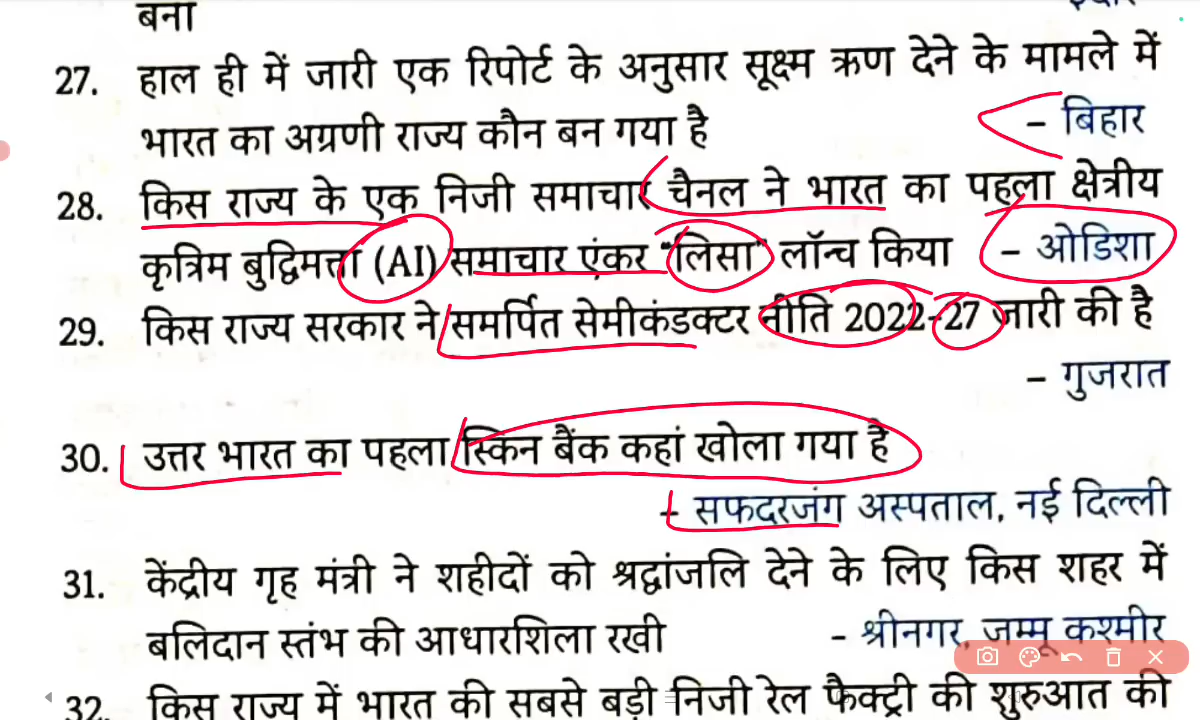 बना
27. हाल ही में जारी एक रिपोर्ट के अनुसार सूक्ष्म ऋण देने के मामले में
भारत का अग्रणी राज्य कौन बन गया है – बिहार
28. किस राज्य के एक निजी समाचार चैनल ने भारत का पहला क्षेत्रीय
कृत्रिम बुद्धिमत्ता (AI) समाचार एंकर "लिसा" लॉन्च किया – ओडिशा
29. किस राज्य सरकार ने समर्पित सेमीकंडक्टर नीति 2022-27 जारी की है
– गुजरात
30. उत्तर भारत का पहला स्किन बैंक कहां खोला गया है
– सफदरजंग अस्पताल, नई दिल्ली
31. केंद्रीय गृह मंत्री ने शहीदों को श्रद्धांजलि देने के लिए किस शहर में
बलिदान स्तंभ की आधारशिला रखी - श्रीनगर, जम्मू कश्मीर
32. किस राज्य में भारत की सबसे बड़ी निजी रेल फैक्ट्री की शुरुआत की